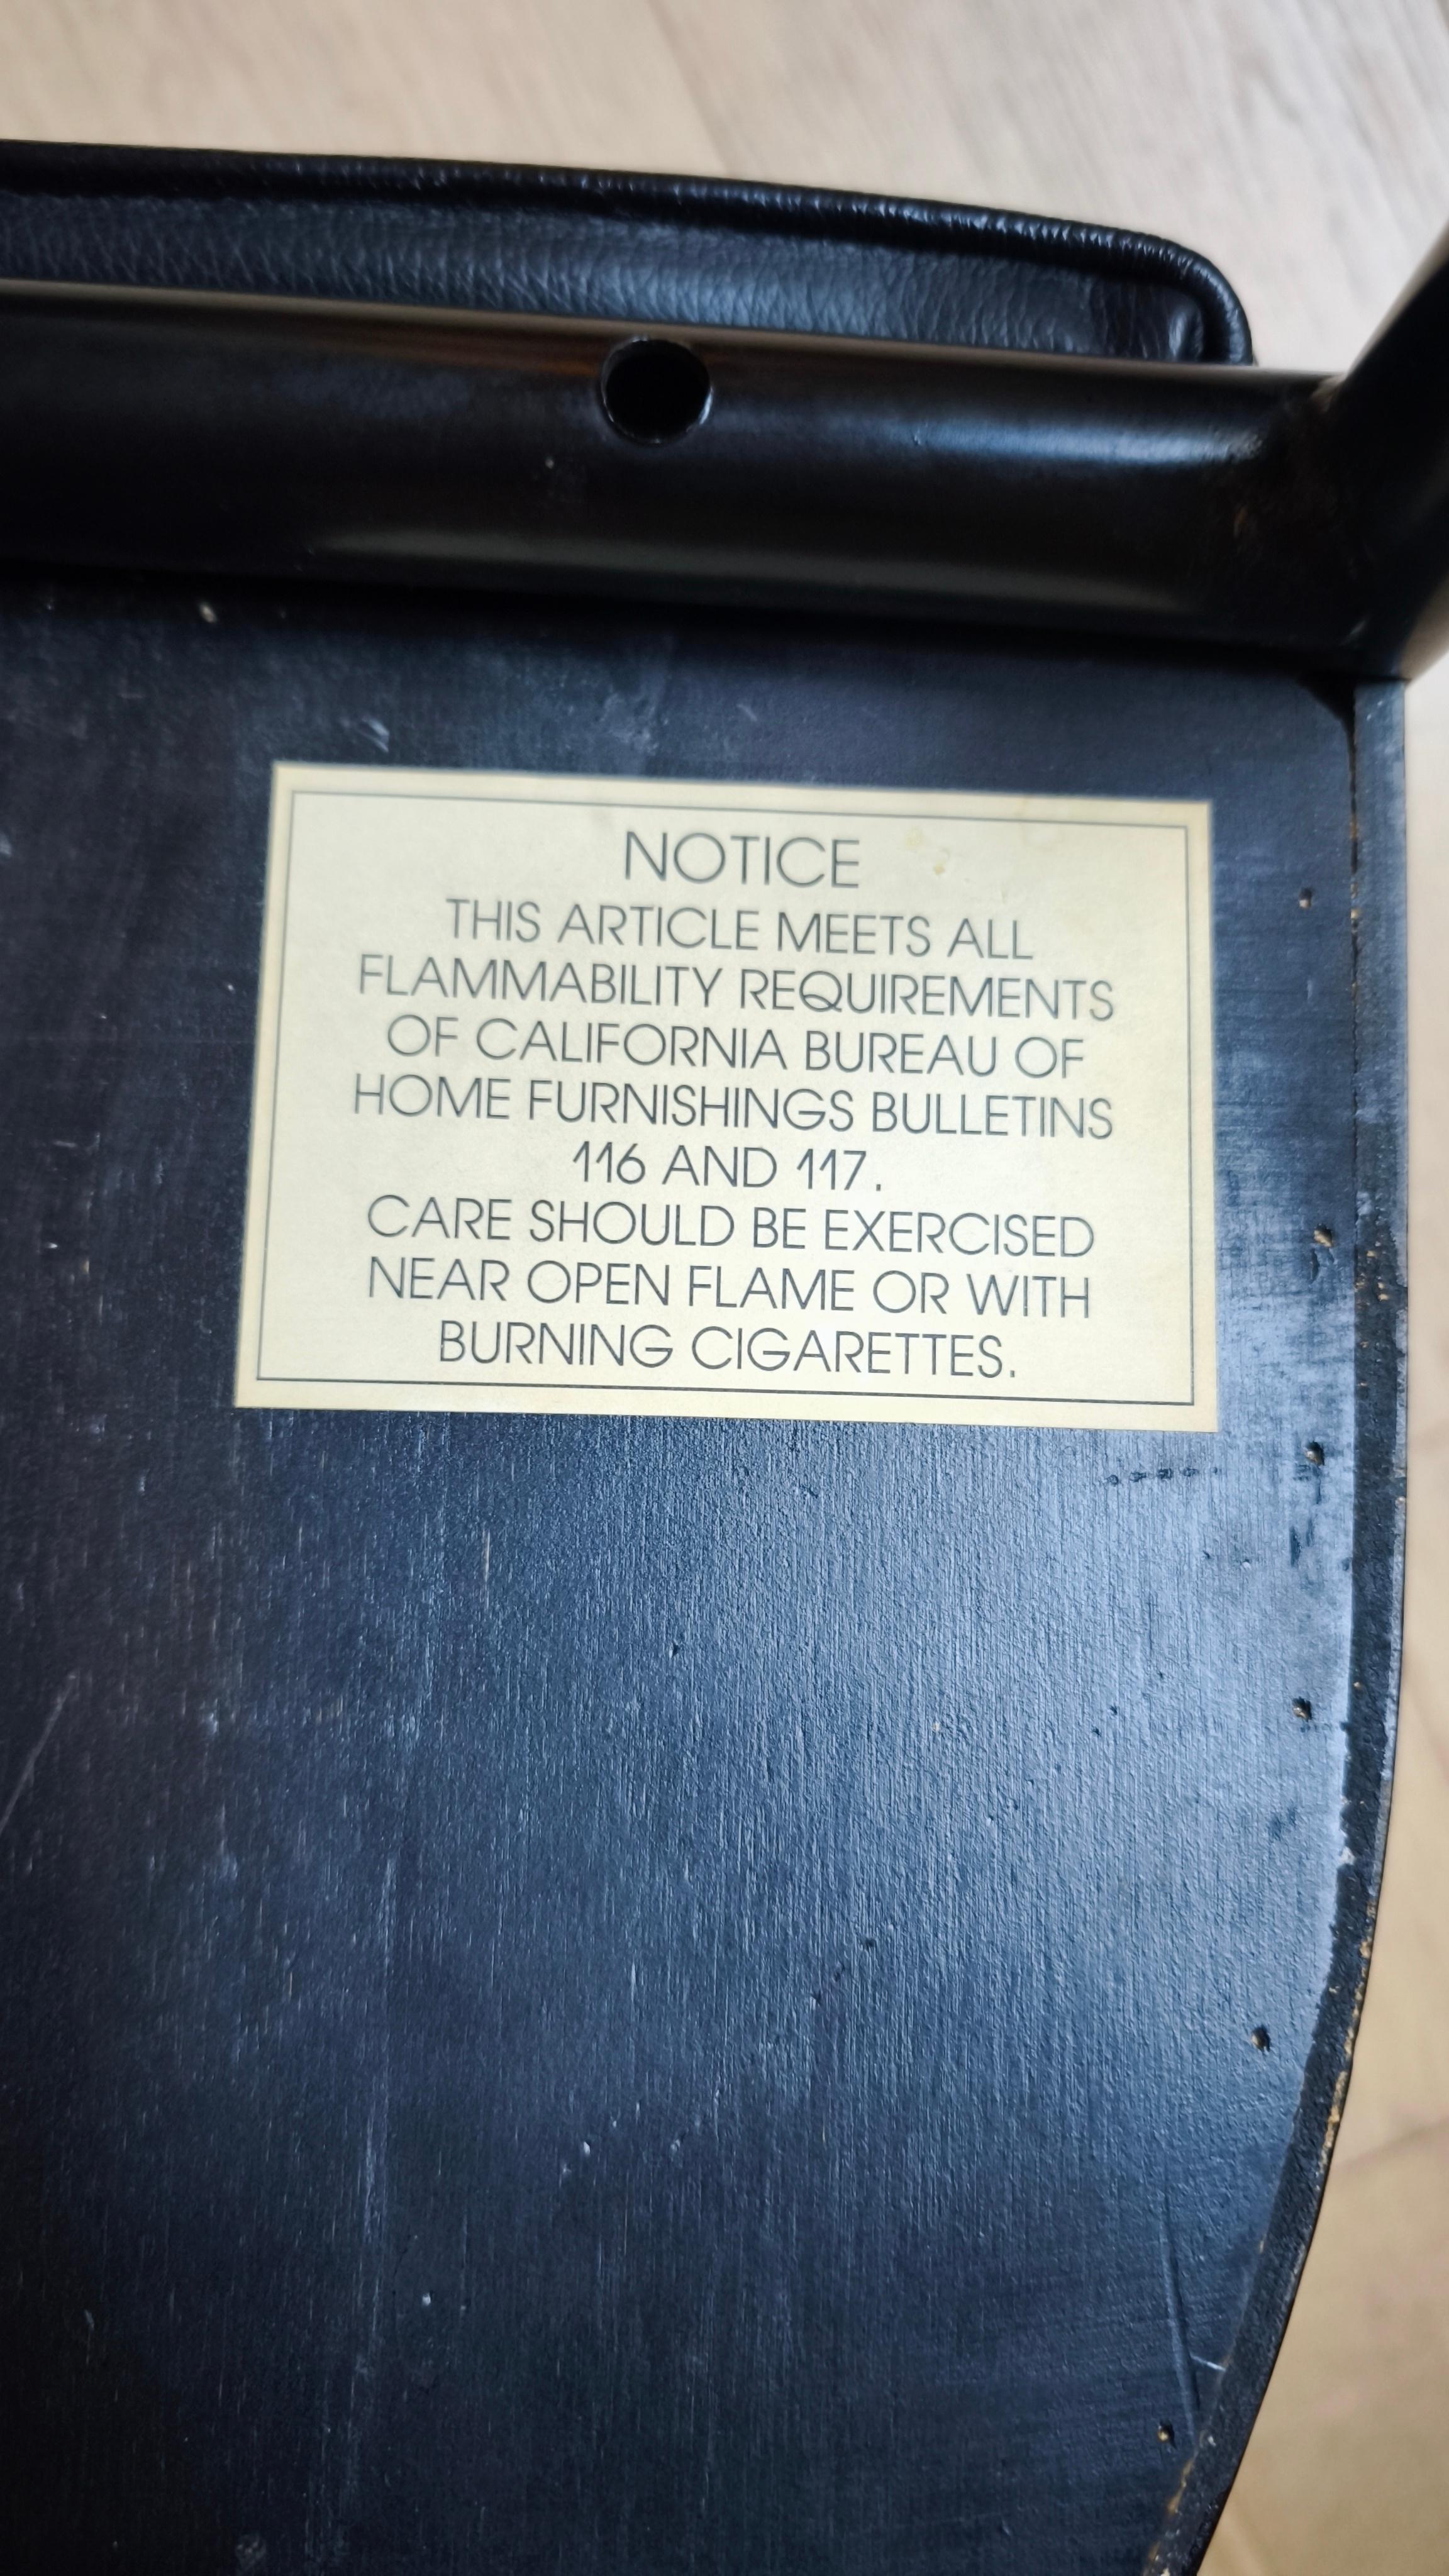 NOTICE
THIS ARTICLE MEETS ALL
FLAMMABILITY REQUIREMENTS
OF CALIFORNIA BUREAU OF
HOME FURNISHINGS BULLETINS
116 AND 117.
CARE SHOULD BE EXERCISED
NEAR OPEN FLAME OR WITH
BURNING CIGARETTES.